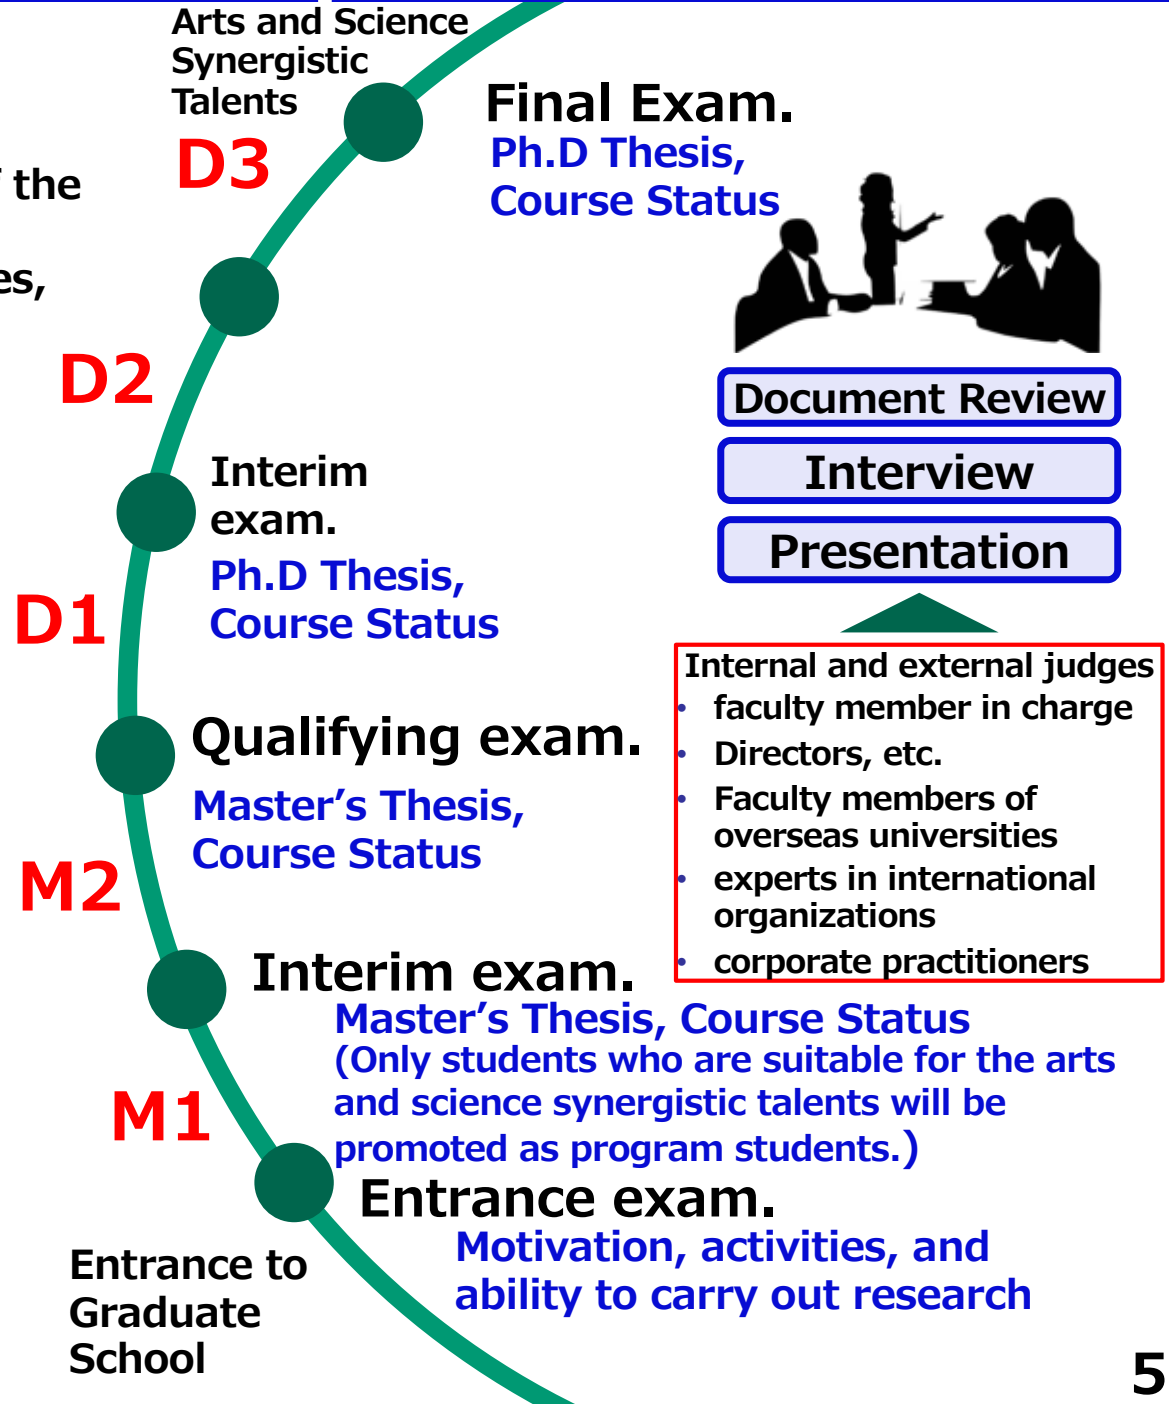 Arts and Science
Synergistic
Talents
D3
Final Exam.
Ph.D Thesis,
Course Status
the
es,
D2
Document Review
Interview
Presentation
Interim
exam.
Ph.D Thesis,
Course Status
D1
Internal and external judges
• faculty member in charge
• Directors, etc.
• Faculty members of
overseas universities
• experts in international
organizations
• corporate practitioners
Qualifying exam.
Master’s Thesis,
Course Status
M2
Interim exam.
Master’s Thesis, Course Status
(Only students who are suitable for the arts
and science synergistic talents will be
promoted as program students.)
M1
Entrance exam.
Motivation, activities, and
ability to carry out research
Entrance to
Graduate
School
5